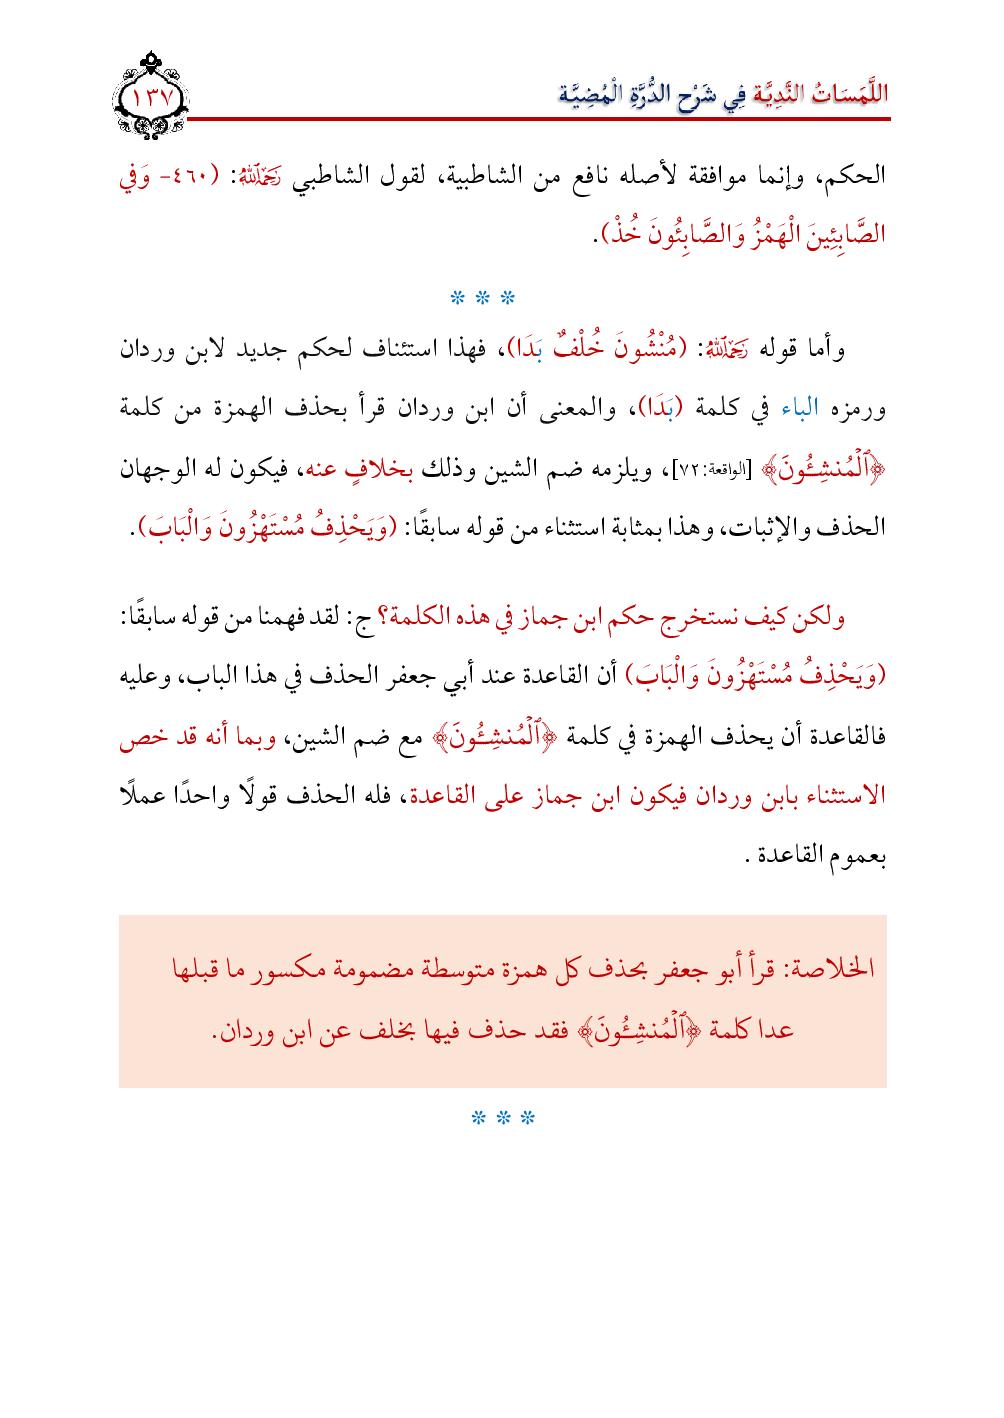 اللَّمَسَاتُ النَّدِيَّة فِي شَرْحِ الدُّرَّةِ الْمُضِيَّة
١٣٧
الحكم، وإنما موافقة لأصله نافع من الشاطبية، لقول الشاطبي رَحِمَهُ ٱللَّهُ: (٤٦٠- وَفي
الصَّابِئِينَ الْهَمْزُ وَالصَّابِئُونَ خُذْ).
* * *
وأما قوله رَحِمَهُ ٱللَّهُ: (مُنْشُونَ خُلْفٌ بَدَا)، فهذا استئناف لحكم جديد لابن وردان
ورمزه الباء في كلمة (بَدَا)، والمعنى أن ابن وردان قرأ بحذف الهمزة من كلمة
﴿ٱلْمُنشِـُٔونَ﴾ [الواقعة:٧٢]، ويلزمه ضم الشين وذلك بخلافٍ عنه، فيكون له الوجهان
الحذف والإثبات، وهذا بمثابة استثناء من قوله سابقًا: (وَيَحْذِفُ مُسْتَهْزُونَ وَالْبَابَ).
ولكن كيف نستخرج حكم ابن جماز في هذه الكلمة؟ ج: لقد فهمنا من قوله سابقًا:
(وَيَحْذِفُ مُسْتَهْزُونَ وَالْبَابَ) أن القاعدة عند أبي جعفر الحذف في هذا الباب، وعليه
فالقاعدة أن يحذف الهمزة في كلمة ﴿ٱلْمُنشِـُٔونَ﴾ مع ضم الشين، وبما أنه قد خص
الاستثناء بابن وردان فيكون ابن جماز على القاعدة، فله الحذف قولًا واحدًا عملًا
بعموم القاعدة .
الخلاصة: قرأ أبو جعفر بحذف كل همزة متوسطة مضمومة مكسور ما قبلها
عدا كلمة ﴿ٱلْمُنشِـُٔونَ﴾ فقد حذف فيها بخلف عن ابن وردان.
* * *